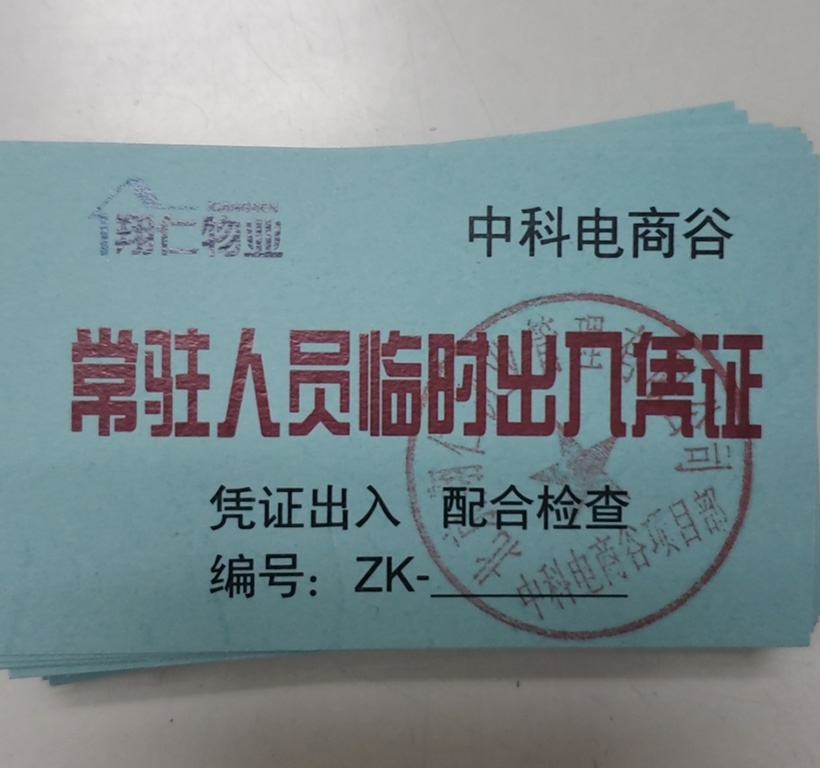 翔仁物业
中科电商谷
常驻人员临时出入凭证
凭证出入 配合检查
编号：ZK-________
中科电商谷项目部